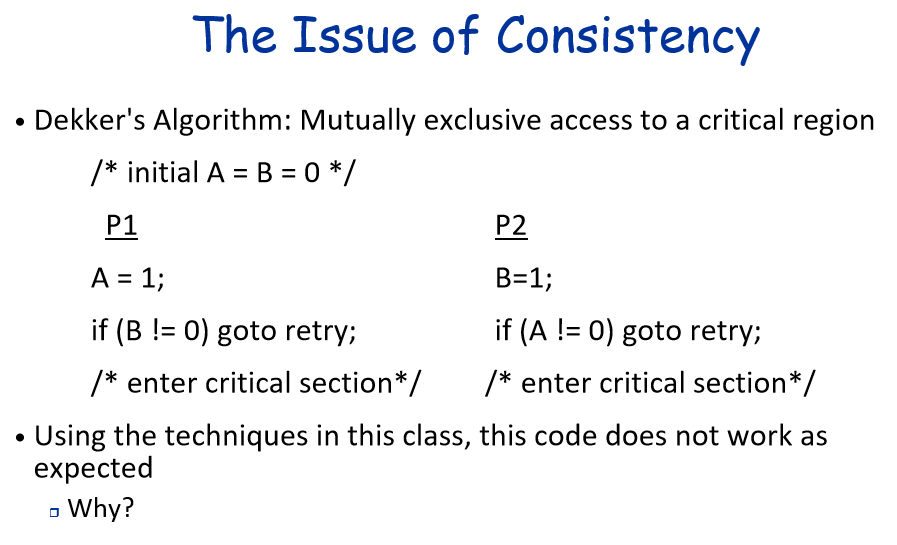 The Issue of Consistency
• Dekker's Algorithm: Mutually exclusive access to a critical region
/* initial A = B = 0 */
P1 P2
A = 1; B=1;
if (B != 0) goto retry; if (A != 0) goto retry;
/* enter critical section*/ /* enter critical section*/
• Using the techniques in this class, this code does not work as
expected
❒ Why?